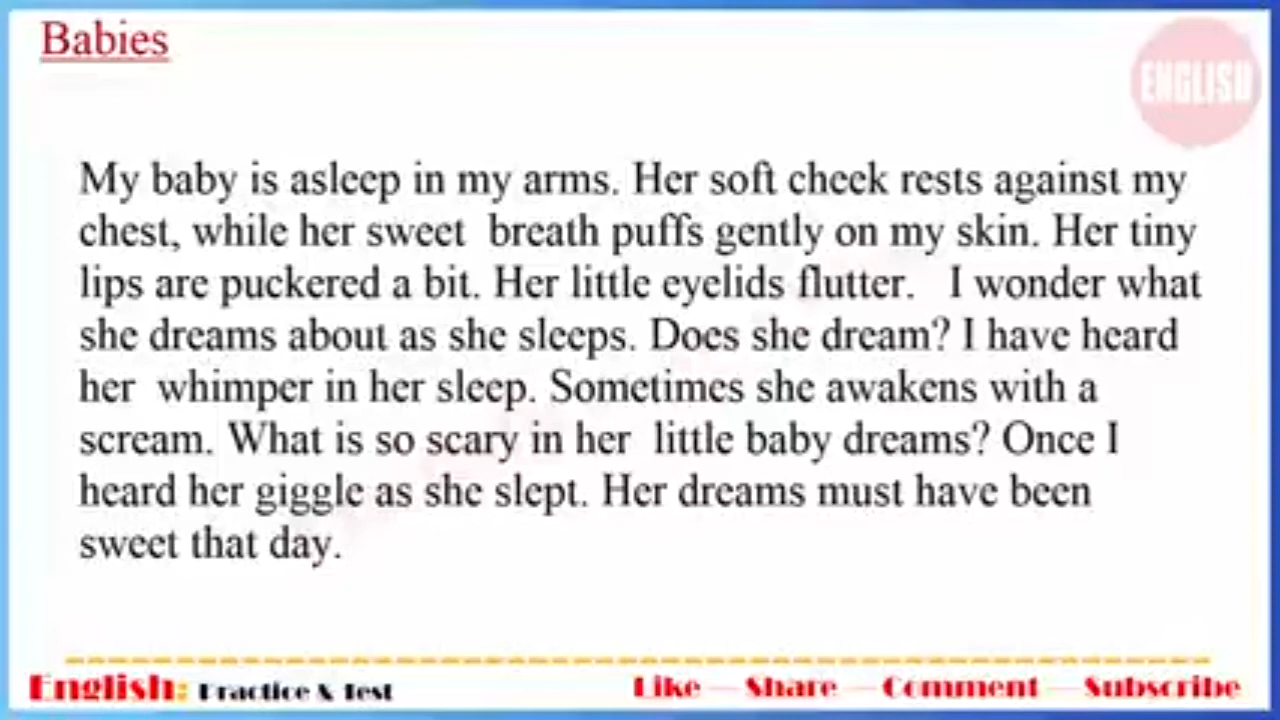 Babies
ENGLISH
My baby is asleep in my arms. Her soft cheek rests against my
chest, while her sweet breath puffs gently on my skin. Her tiny
lips are puckered a bit. Her little eyelids flutter. I wonder what
she dreams about as she sleeps. Does she dream? I have heard
her whimper in her sleep. Sometimes she awakens with a
scream. What is so scary in her little baby dreams? Once I
heard her giggle as she slept. Her dreams must have been
sweet that day.
English: Practice & Test
Like — Share — Comment — Subscribe